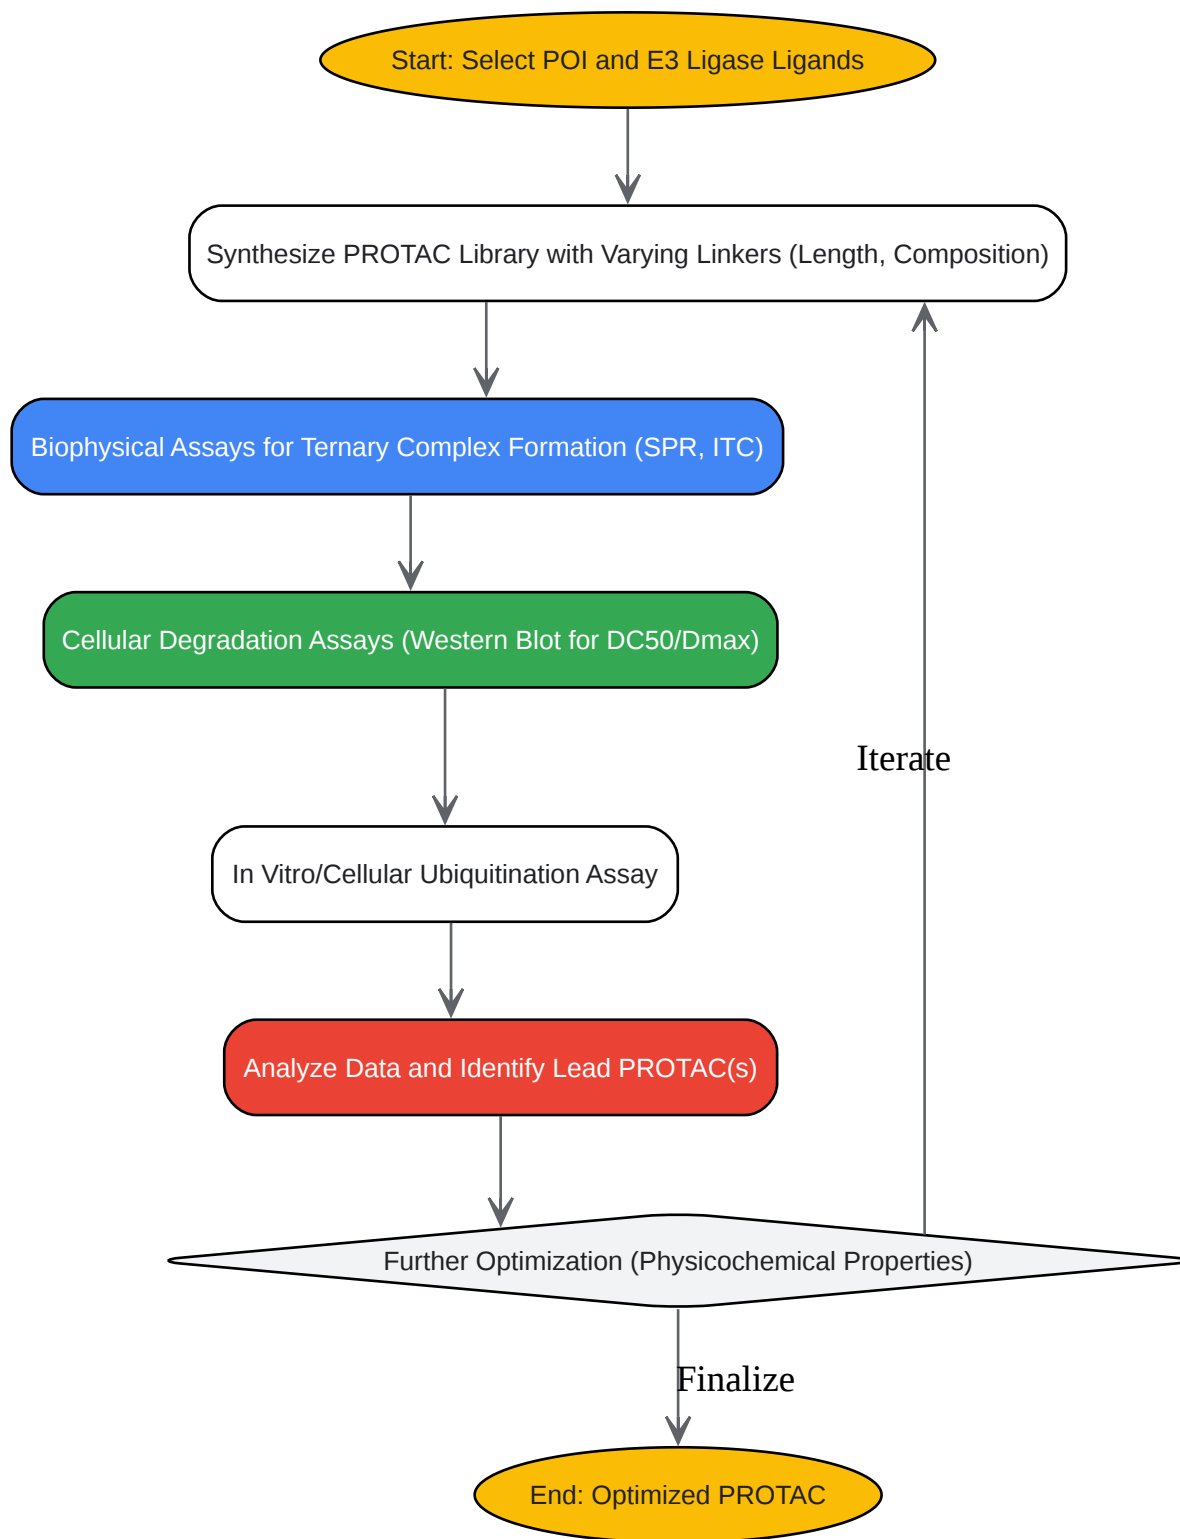 Start: Select POI and E3 Ligase Ligands
Synthesize PROTAC Library with Varying Linkers (Length, Composition)
Biophysical Assays for Ternary Complex Formation (SPR, ITC)
Cellular Degradation Assays (Western Blot for DC50/Dmax)
Iterate
In Vitro/Cellular Ubiquitination Assay
Analyze Data and Identify Lead PROTAC(s)
Further Optimization (Physicochemical Properties)
Finalize
End: Optimized PROTAC